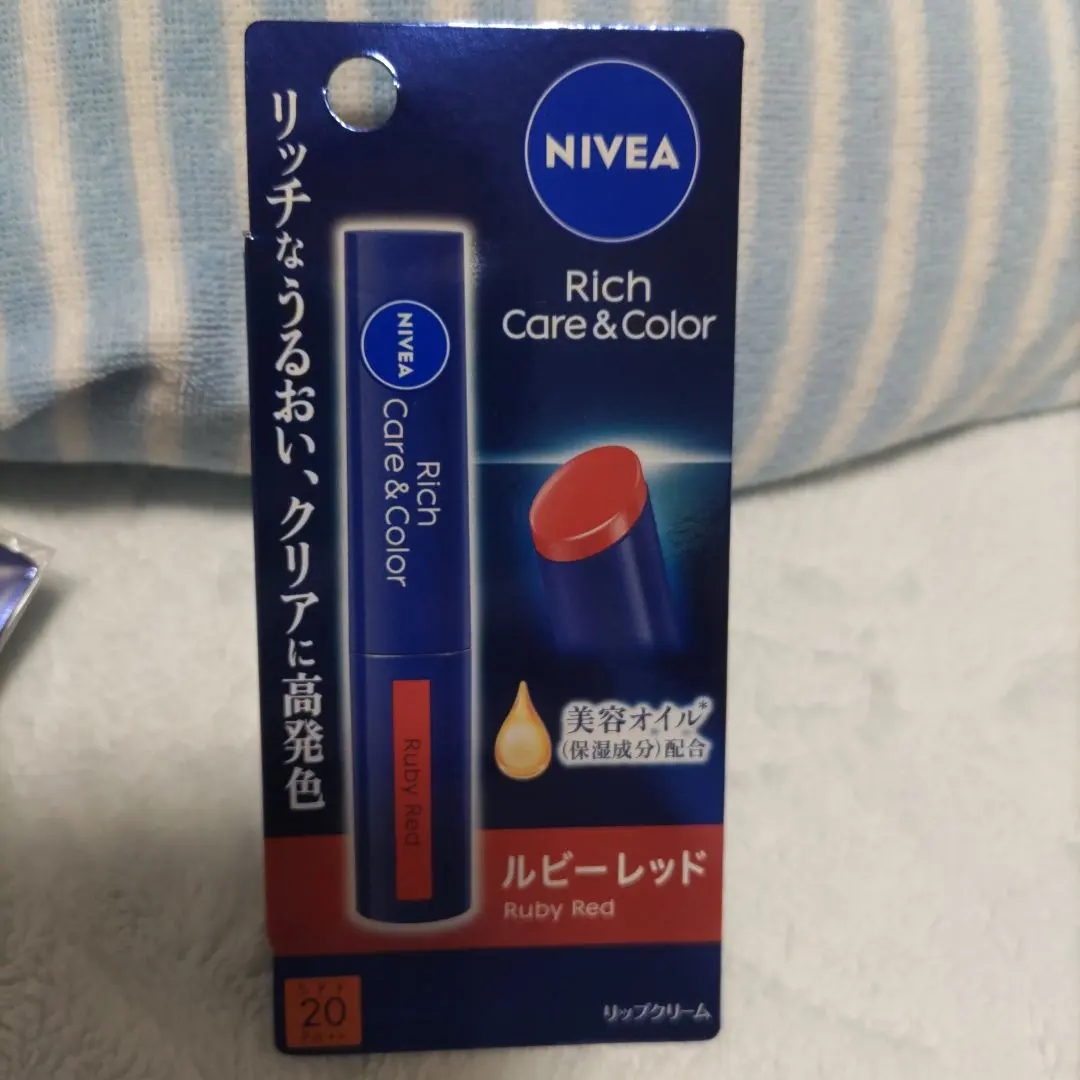 リッチなうるおい、クリアに高発色
NIVEA
Rich
Care & Color
NIVEA
Rich
Care & Color
Ruby Red
美容オイル*
(保湿成分)配合
ルビーレッド
Ruby Red
SPF
20
PA++
リップクリーム